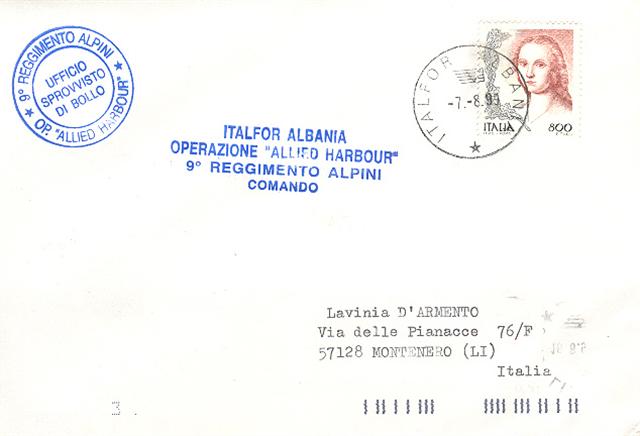 9° REGGIMENTO ALPINI
UFFICIO
SPROVVISTO
DI BOLLO
★ OP. "ALLIED HARBOUR" ★
ITALFOR ALBANIA
OPERAZIONE "ALLIED HARBOUR"
9° REGGIMENTO ALPINI
COMANDO
ITALFOR
BAN
-7.-8.99
ITALIA 800
Lavinia D'ARMENTO
Via delle Pianacce 76/F
57128 MONTENERO (LI)
Italia
3